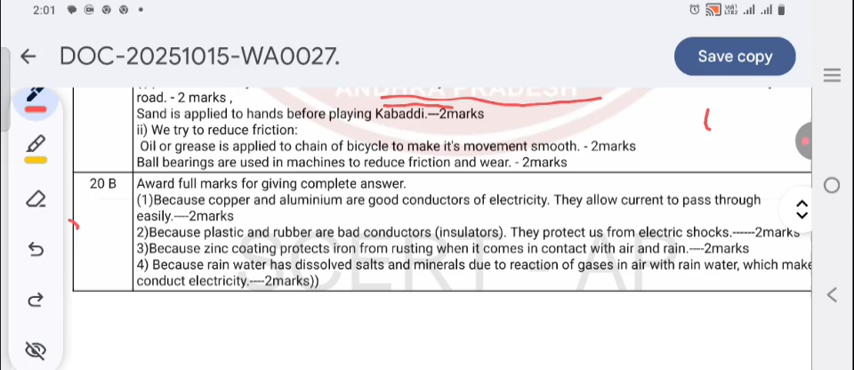 2:01
DOC-20251015-WA0027.
Save copy
ANDHRA PRADESH
road. - 2 marks ,
Sand is applied to hands before playing Kabaddi.---2marks
ii) We try to reduce friction:
Oil or grease is applied to chain of bicycle to make it's movement smooth. - 2marks
Ball bearings are used in machines to reduce friction and wear. - 2marks
20 B
Award full marks for giving complete answer.
(1)Because copper and aluminium are good conductors of electricity. They allow current to pass through
easily.---2marks
2)Because plastic and rubber are bad conductors (insulators). They protect us from electric shocks.-----2marks
3)Because zinc coating protects iron from rusting when it comes in contact with air and rain.---2marks
4) Because rain water has dissolved salts and minerals due to reaction of gases in air with rain water, which make
conduct electricity.---2marks))
SCERT - AP